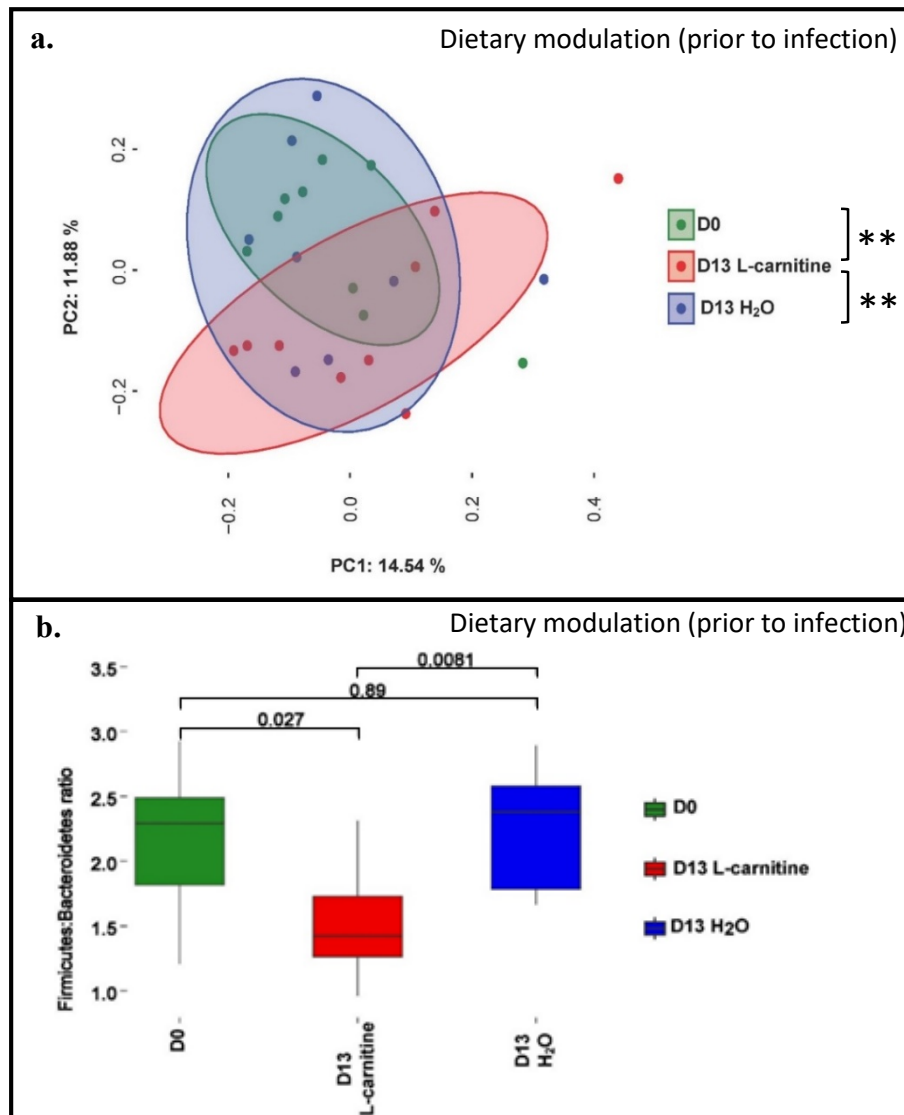 a.
Dietary modulation (prior to infection)
PC2: 11.88 %
0.2
0.0
−0.2
−0.2
0.0
0.2
0.4
PC1: 14.54 %
D0
D13 L-carnitine
D13 H₂O
**
**
b.
Dietary modulation (prior to infection)
Firmicutes:Bacteroidetes ratio
3.5
3.0
2.5
2.0
1.5
1.0
0.0081
0.89
0.027
D0
D13
L-carnitine
D13
H₂O
D0
D13 L-carnitine
D13 H₂O